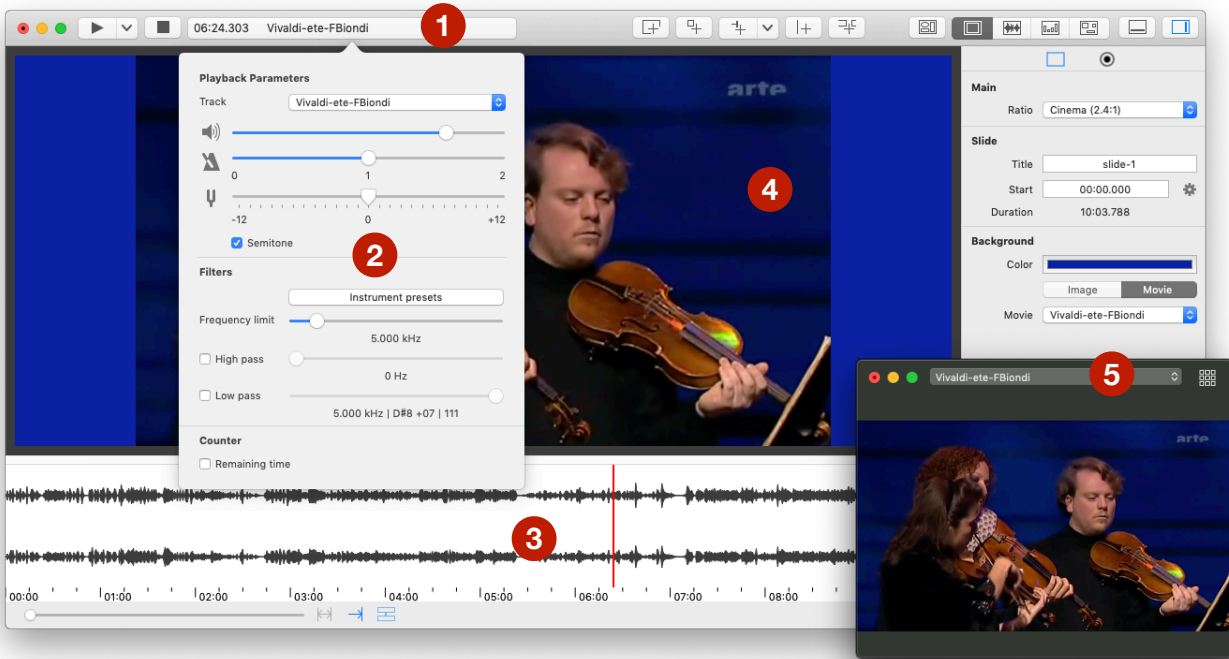 06:24.303 Vivaldi-ete-FBiondi
1
Playback Parameters
Track Vivaldi-ete-FBiondi
0 1 2
-12 0 +12
Semitone
2
Filters
Instrument presets
Frequency limit
5.000 kHz
High pass
0 Hz
Low pass
5.000 kHz | D#8 +07 | 111
Counter
Remaining time
arte
4
Main
Ratio Cinema (2.4:1)
Slide
Title slide-1
Start 00:00.000
Duration 10:03.788
Background
Color
Image Movie
Movie Vivaldi-ete-FBiondi
Vivaldi-ete-FBiondi
5
arte
3
00:00 01:00 02:00 03:00 04:00 05:00 06:00 07:00 08:00